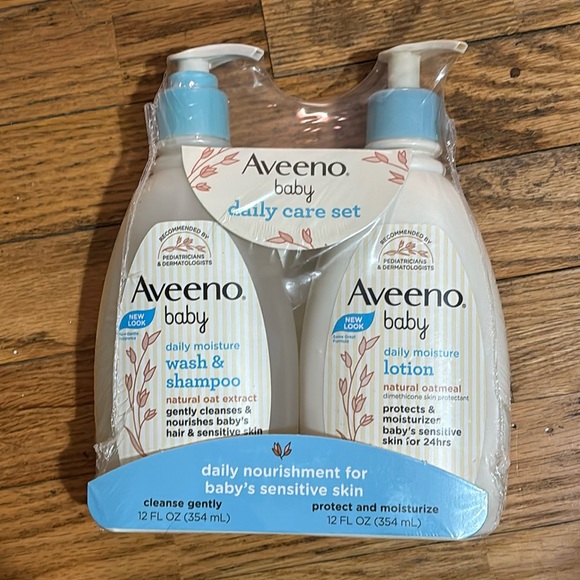 Aveeno®
baby
daily care set
RECOMMENDED BY
PEDIATRICIANS
& DERMATOLOGISTS
Aveeno®
baby
NEW
LOOK
daily moisture
wash &
shampoo
natural oat extract
gently cleanses &
nourishes baby's
hair & sensitive skin
RECOMMENDED BY
PEDIATRICIANS
& DERMATOLOGISTS
Aveeno®
baby
NEW
LOOK
daily moisture
lotion
natural oatmeal
dimethicone skin protectant
protects &
moisturizes
baby's sensitive
skin for 24hrs
daily nourishment for
baby's sensitive skin
cleanse gently
12 FL OZ (354 mL)
protect and moisturize
12 FL OZ (354 mL)